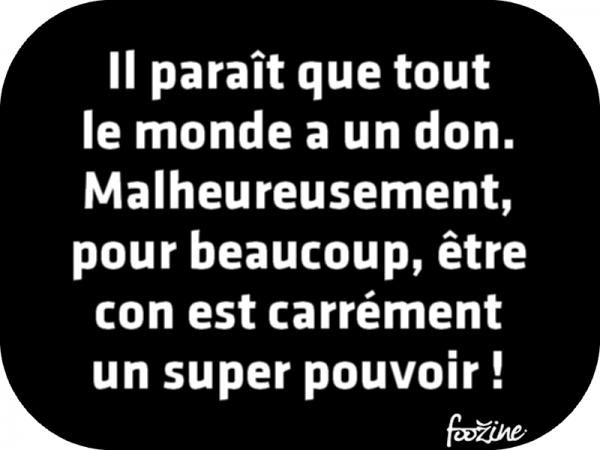 Il paraît que tout
le monde a un don.
Malheureusement,
pour beaucoup, être
con est carrément
un super pouvoir !
foozine